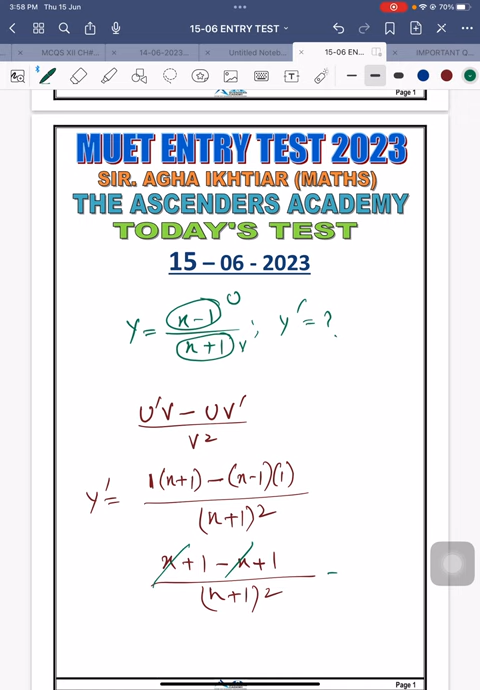 3:58 PM Thu 15 Jun
70%
15-06 ENTRY TEST
MCQS XII CH#...
14-06-2023...
Untitled Noteb...
15-06 EN...
IMPORTANT Q...
Page 1
MUET ENTRY TEST 2023
SIR. AGHA IKHTIAR (MATHS)
THE ASCENDERS ACADEMY
TODAY'S TEST
15 – 06 - 2023
y = (x-1) U / (x+1) V ; y' = ?
U'V - UV' / V2
y' = 1(x+1) - (x-1)(1) / (x+1)2
x + 1 - x + 1 / (x+1)2 =
Page 1